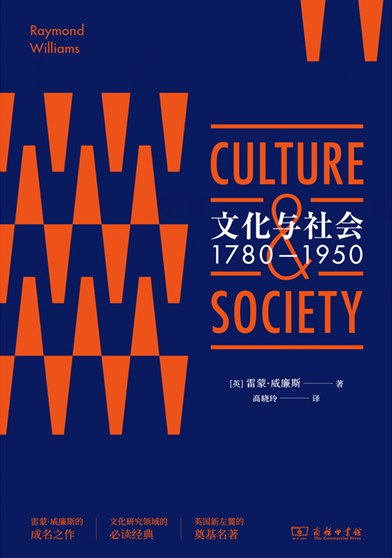 Raymond
Williams
CULTURE
&
文化与社会
1780—1950
SOCIETY
[英] 雷蒙·威廉斯 —— 著
高晓玲 —— 译
雷蒙·威廉斯的
成名之作
文化研究领域的
必读经典
英国新左翼的
奠基名著
商務印書館
The Commercial Press